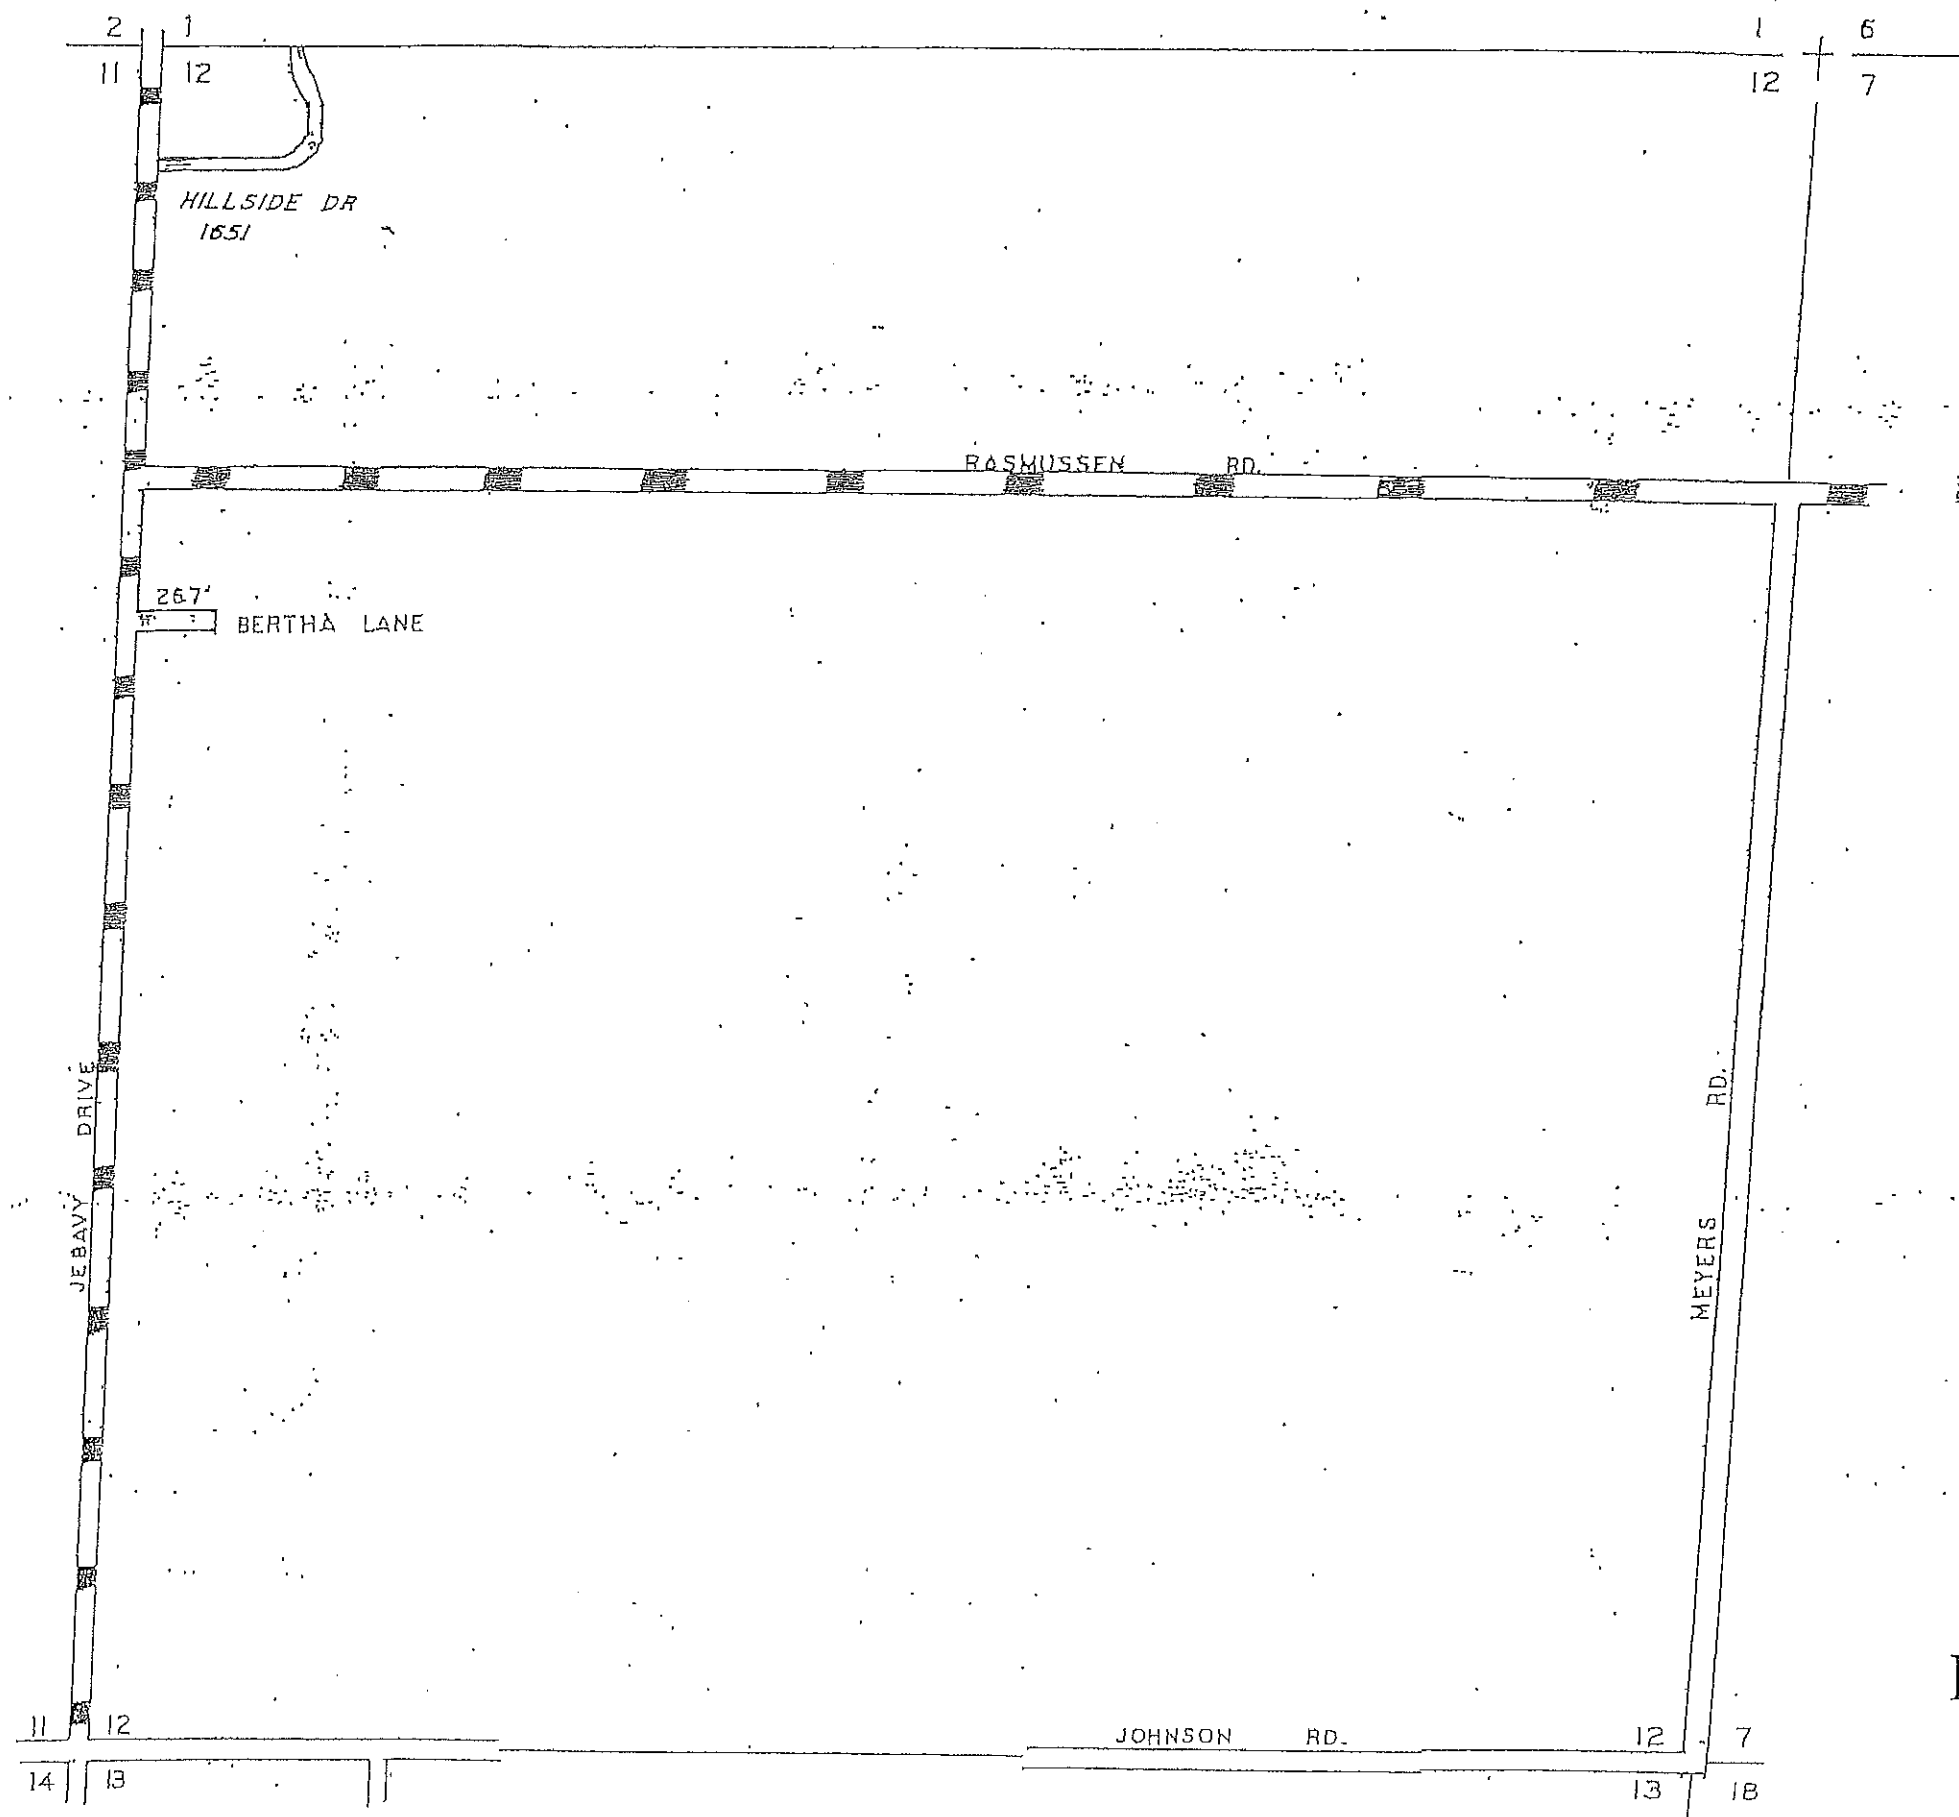 2 1
1 6
11 12
12 7
HILLSIDE DR
1651
RASMUSSEN RD.
267'
BERTHA LANE
JEBAVY DRIVE
MEYERS RD.
11 12
JOHNSON RD.
12 7
14 13
13 18